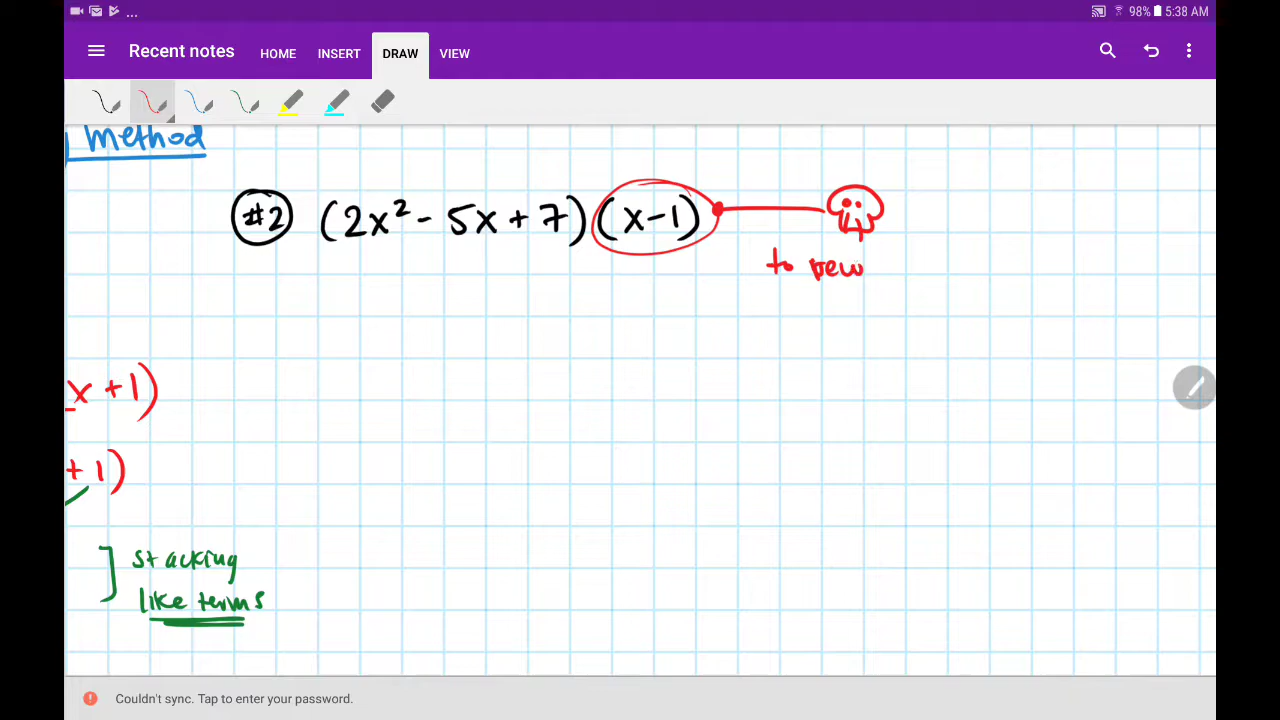 ... 98% 5:38 AM
Recent notes HOME INSERT DRAW VIEW
method
#2 (2x² - 5x + 7)(x-1)
to bew
x + 1)
+ 1)
] stacking
like terms
Couldn't sync. Tap to enter your password.